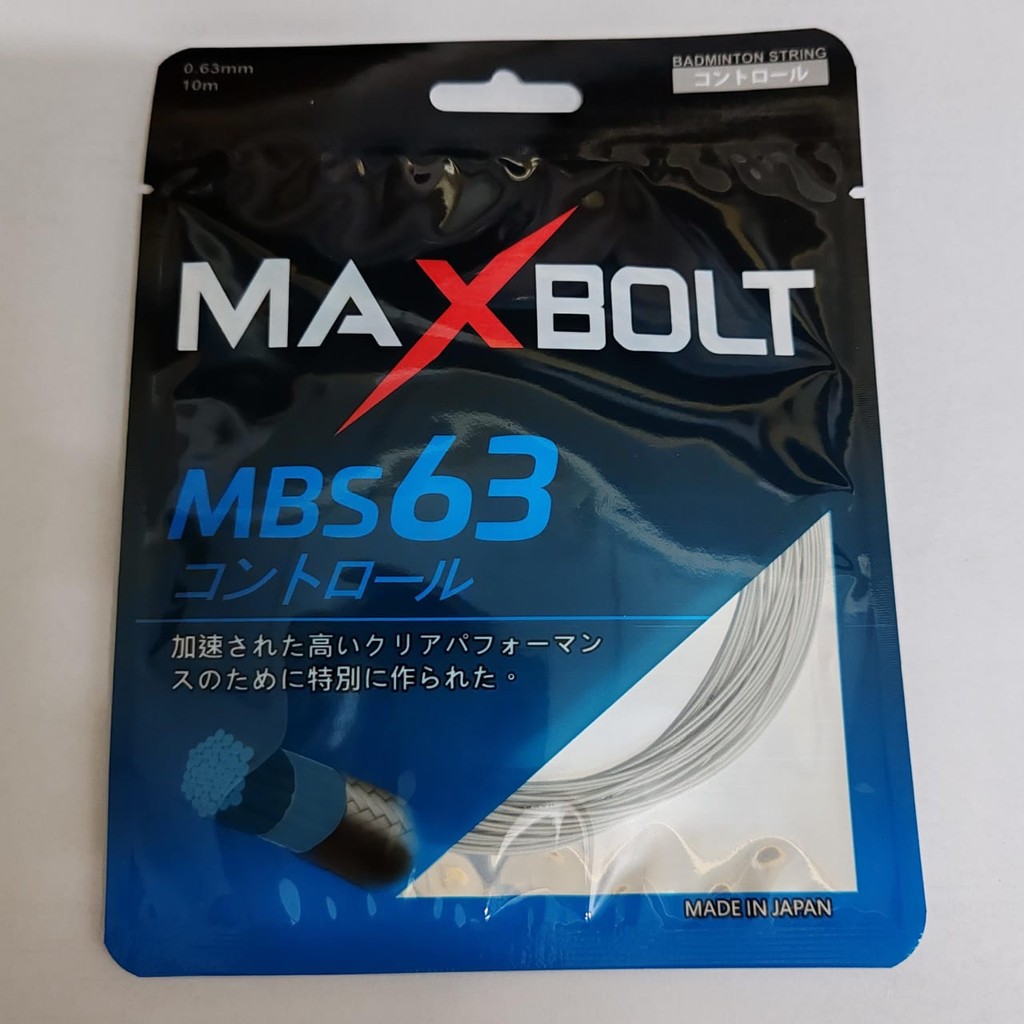 0.63mm
10m
BADMINTON STRING
コントロール
MAXBOLT
MBS63
コントロール
加速された高いクリアパフォーマン
スのために特別に作られた。
MADE IN JAPAN